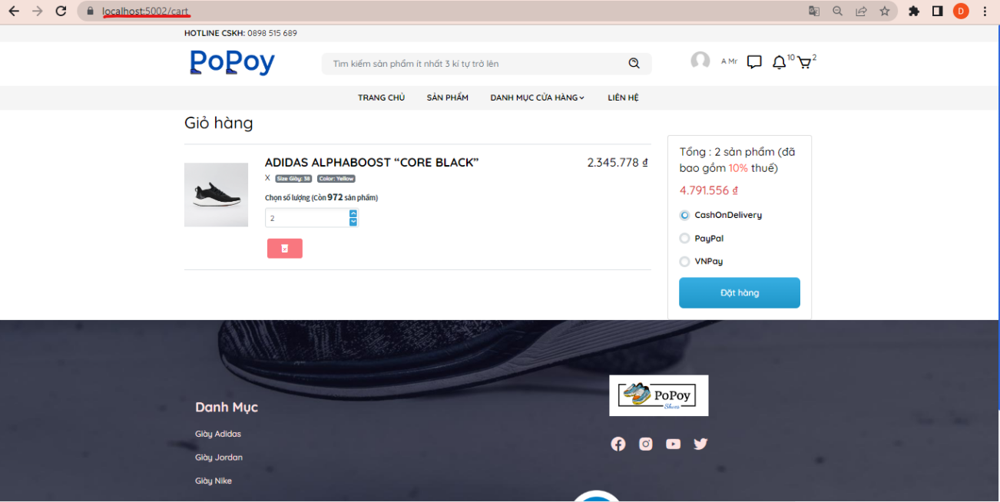 localhost:5002/cart
D
HOTLINE CSKH: 0898 515 689
PoPoy
Tìm kiếm sản phẩm ít nhất 3 kí tự trở lên
A Mr
10
2
TRANG CHỦ
SẢN PHẨM
DANH MỤC CỬA HÀNG
LIÊN HỆ
Giỏ hàng
ADIDAS ALPHABOOST “CORE BLACK”
2.345.778 ₫
X Size Giày: 38 Color: Yellow
Chọn số lượng (Còn 972 sản phẩm)
2
Tổng : 2 sản phẩm (đã
bao gồm 10% thuế)
4.791.556 ₫
CashOnDelivery
PayPal
VNPay
Đặt hàng
Danh Mục
Giày Adidas
Giày Jordan
Giày Nike
PoPoy
Shoes